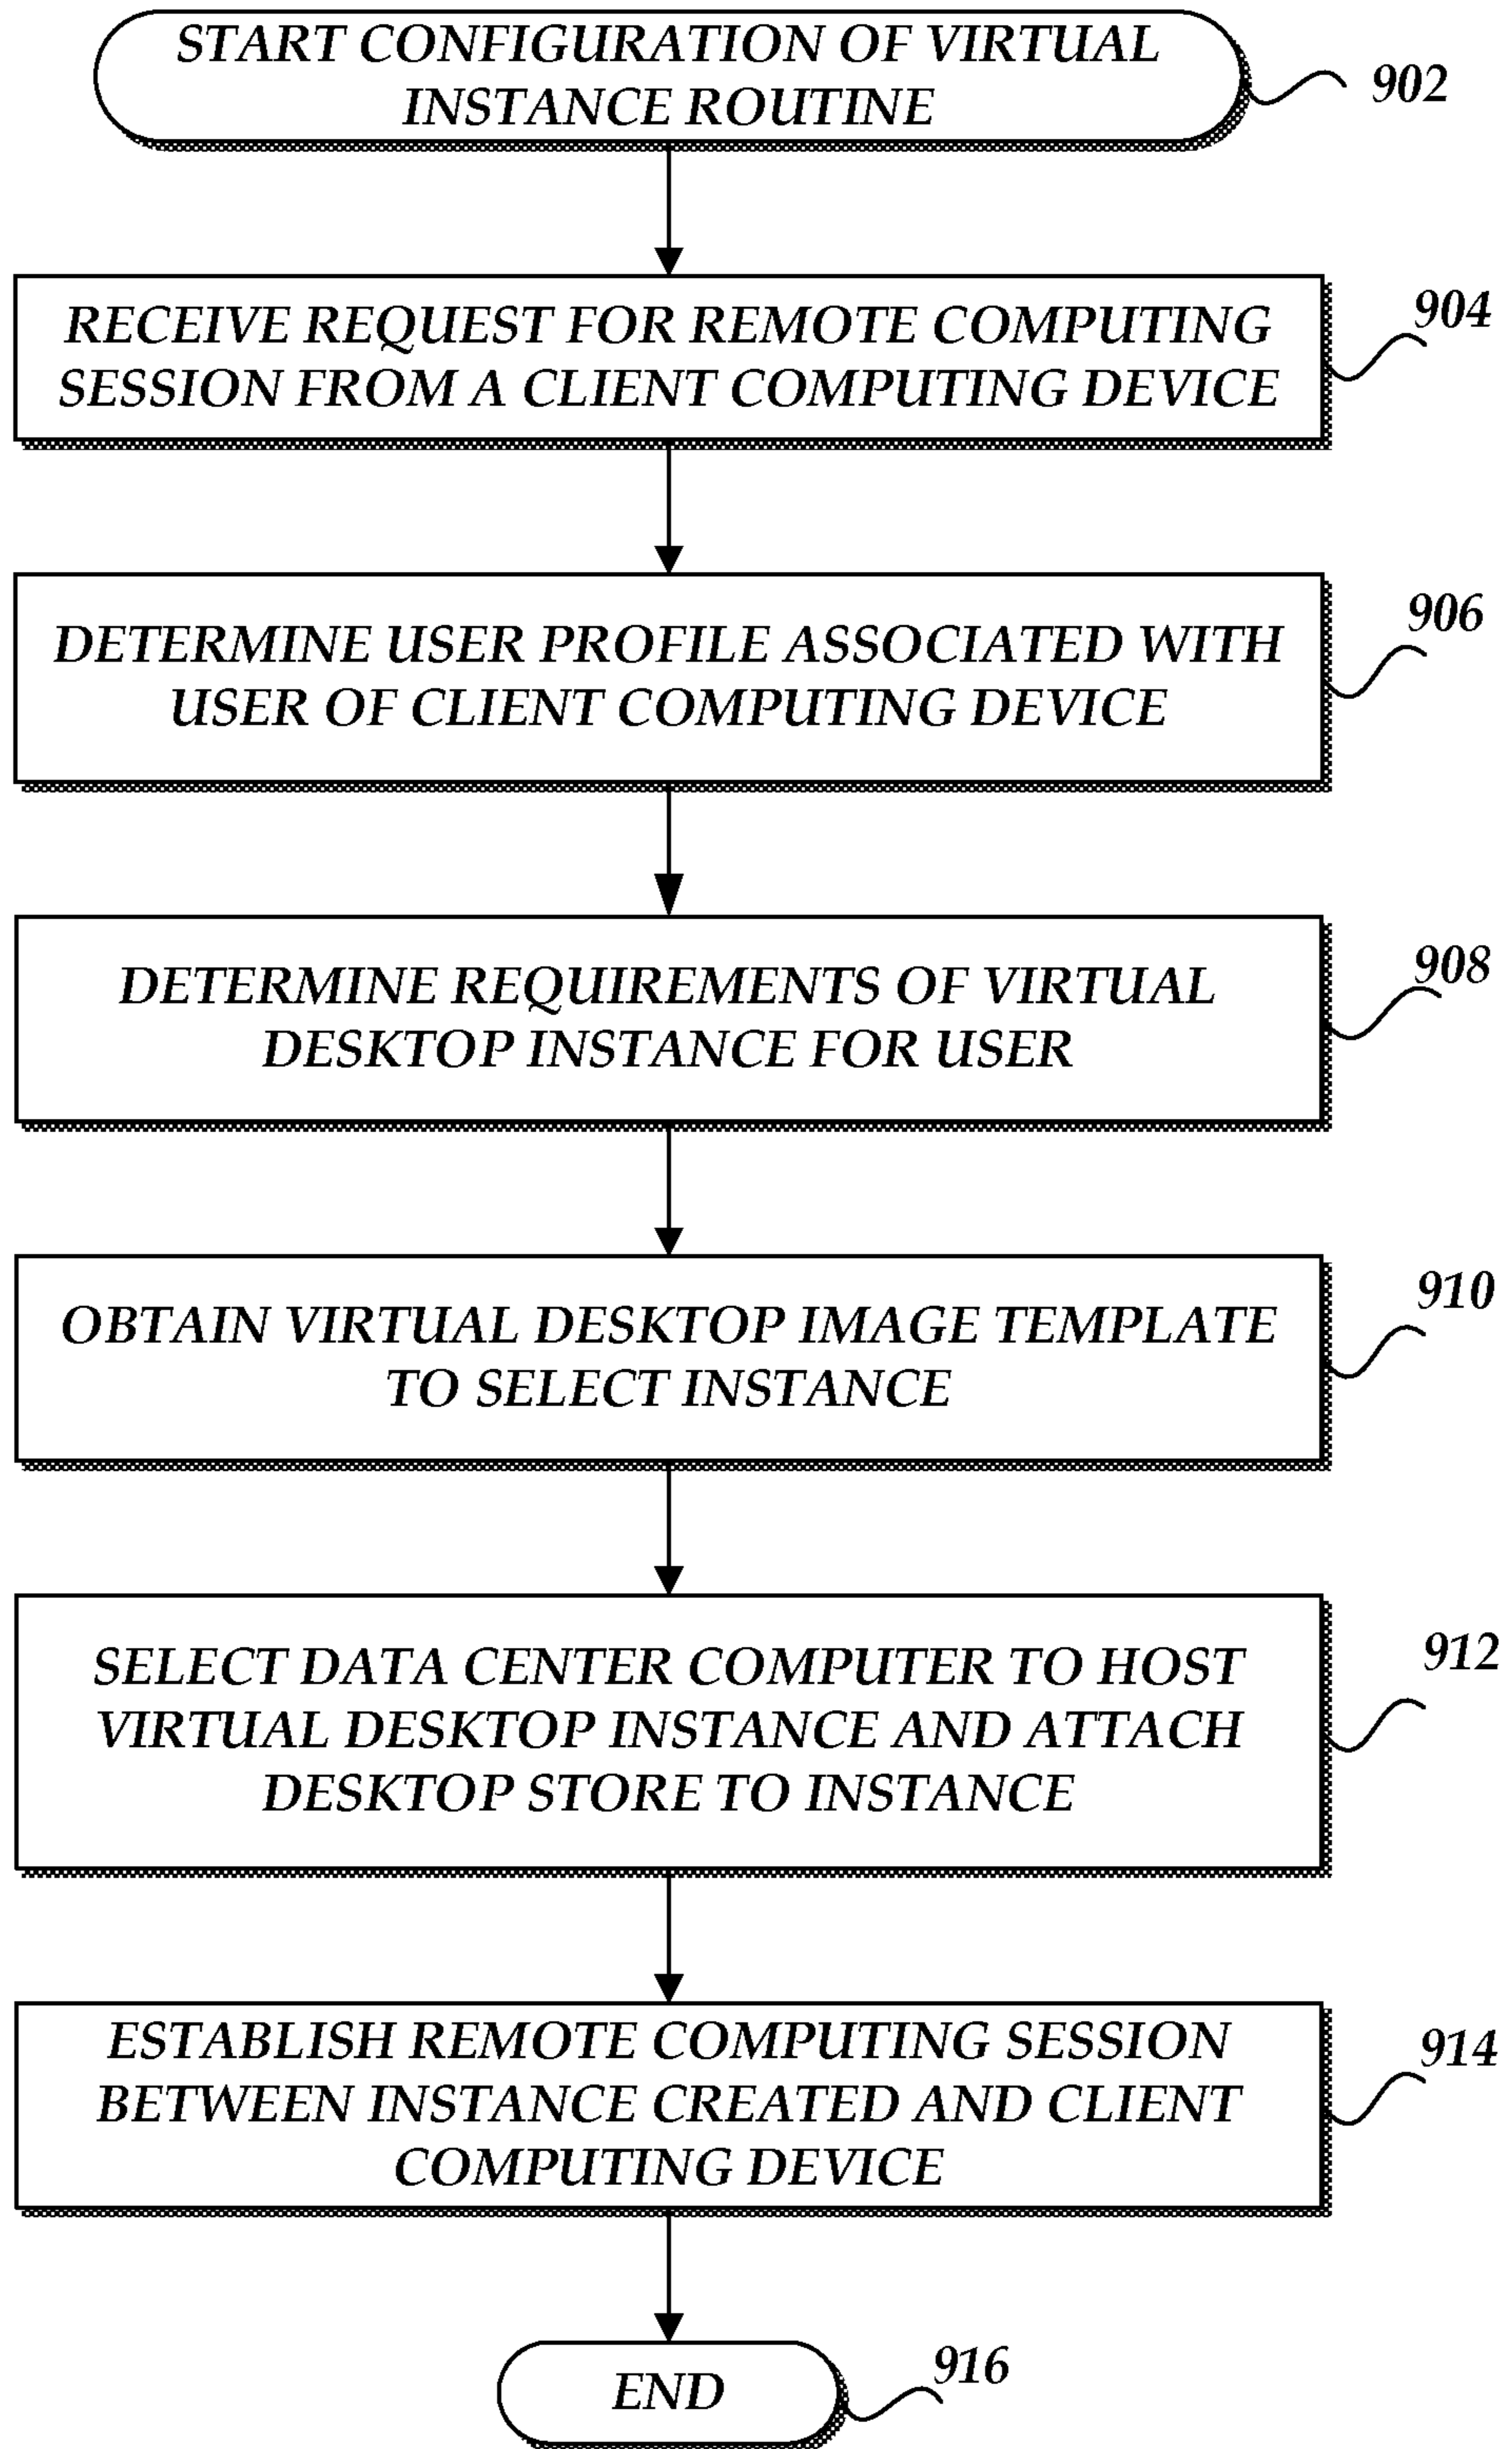 START CONFIGURATION OF VIRTUAL
INSTANCE ROUTINE
902
RECEIVE REQUEST FOR REMOTE COMPUTING
SESSION FROM A CLIENT COMPUTING DEVICE
904
DETERMINE USER PROFILE ASSOCIATED WITH
USER OF CLIENT COMPUTING DEVICE
906
DETERMINE REQUIREMENTS OF VIRTUAL
DESKTOP INSTANCE FOR USER
908
OBTAIN VIRTUAL DESKTOP IMAGE TEMPLATE
TO SELECT INSTANCE
910
SELECT DATA CENTER COMPUTER TO HOST
VIRTUAL DESKTOP INSTANCE AND ATTACH
DESKTOP STORE TO INSTANCE
912
ESTABLISH REMOTE COMPUTING SESSION
BETWEEN INSTANCE CREATED AND CLIENT
COMPUTING DEVICE
914
END
916